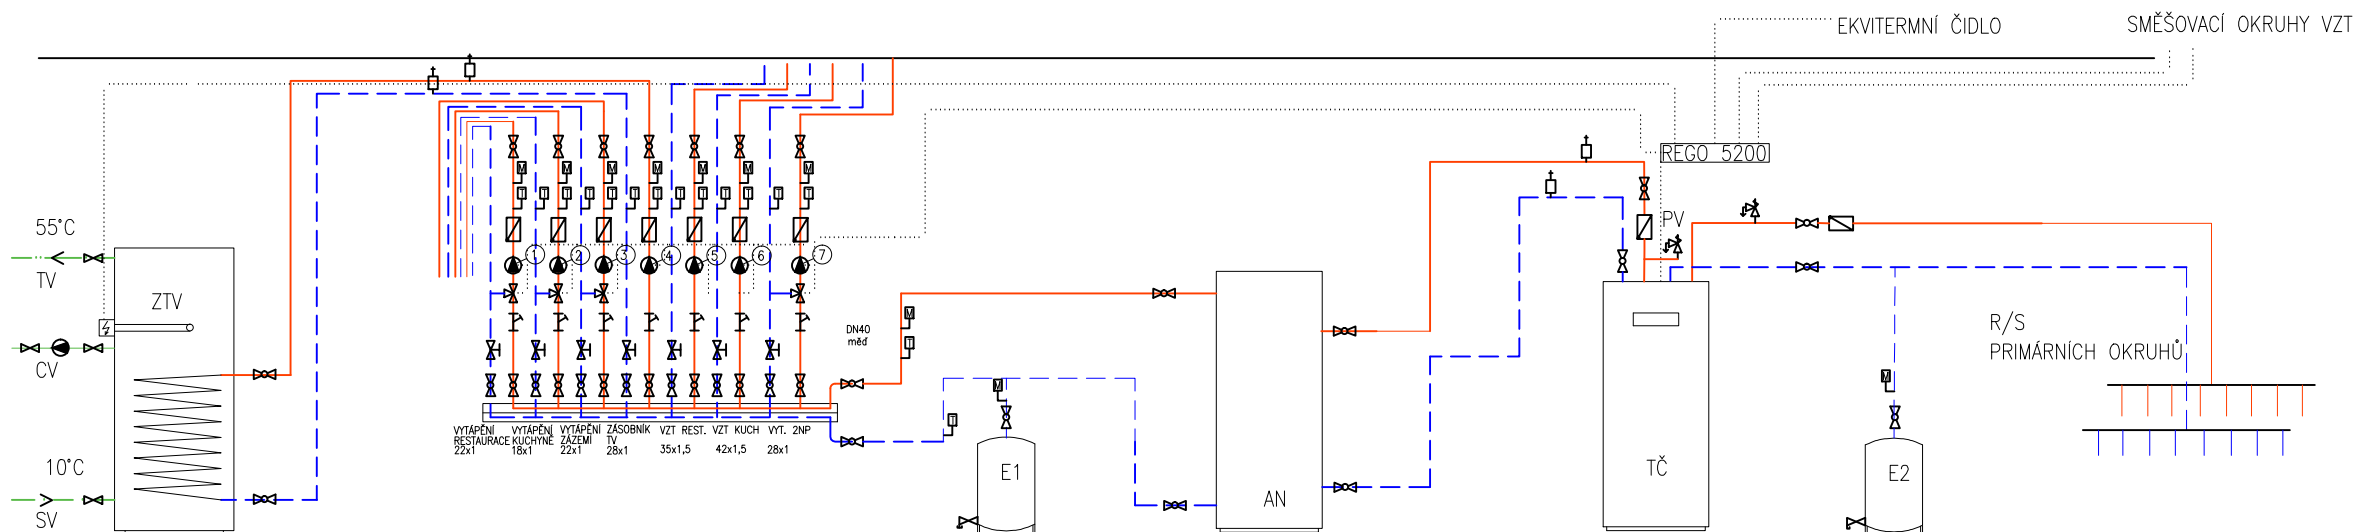 EKVITERMNÍ ČIDLO
SMĚŠOVACÍ OKRUHY VZT
REGO 5200
M M M M M M M
T T T T T T T T T T T T T T
55°C
TV
ZTV
CV
10°C
SV
1 2 3 4 5 6 7
PV
DN40
měď
M
T
VYTÁPĚNÍ
RESTAURACE
22x1
VYTÁPĚNÍ
KUCHYNĚ
18x1
VYTÁPĚNÍ
ZÁZEMÍ
22x1
ZÁSOBNÍK
TV
28x1
VZT REST.
35x1,5
VZT KUCH
42x1,5
VYT. 2NP
28x1
M
T
E1
AN
TČ
M
E2
R/S
PRIMÁRNÍCH OKRUHŮ